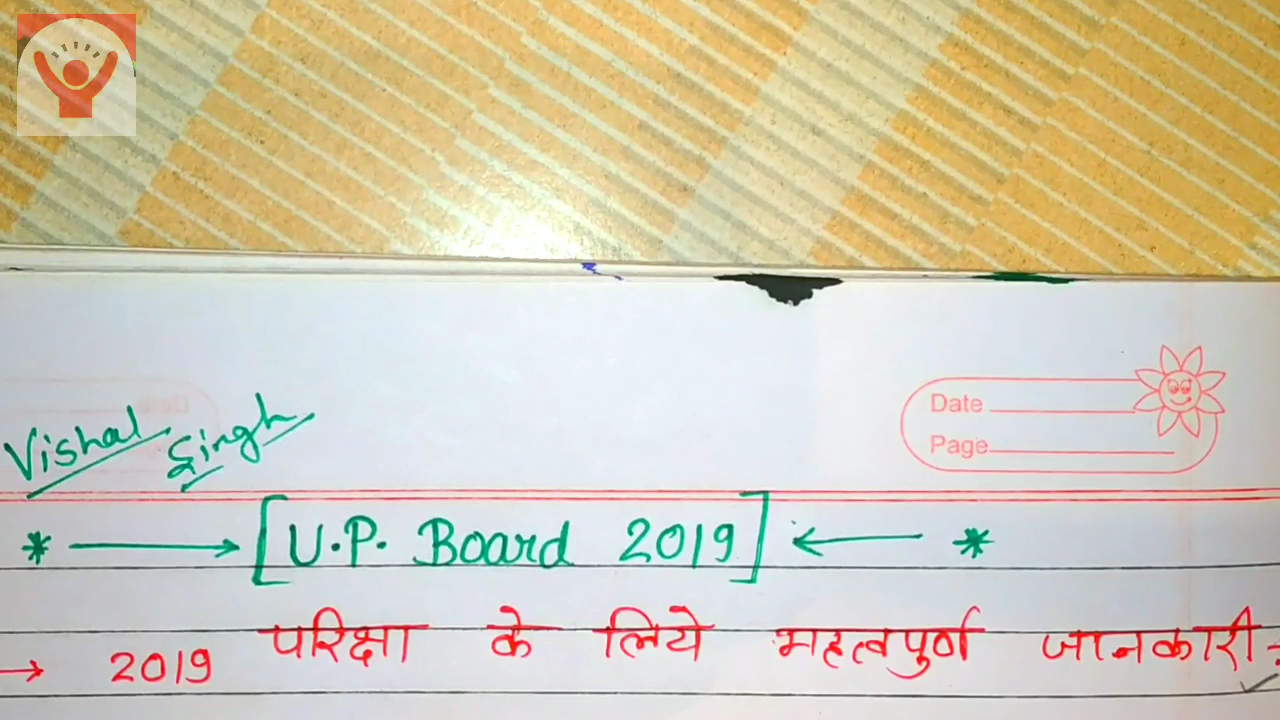 Date
Page
Vishal Singh
* → [U.P. Board 2019] ← *
→ 2019 परिक्षा के लिये महत्वपुर्ण जानकारी-